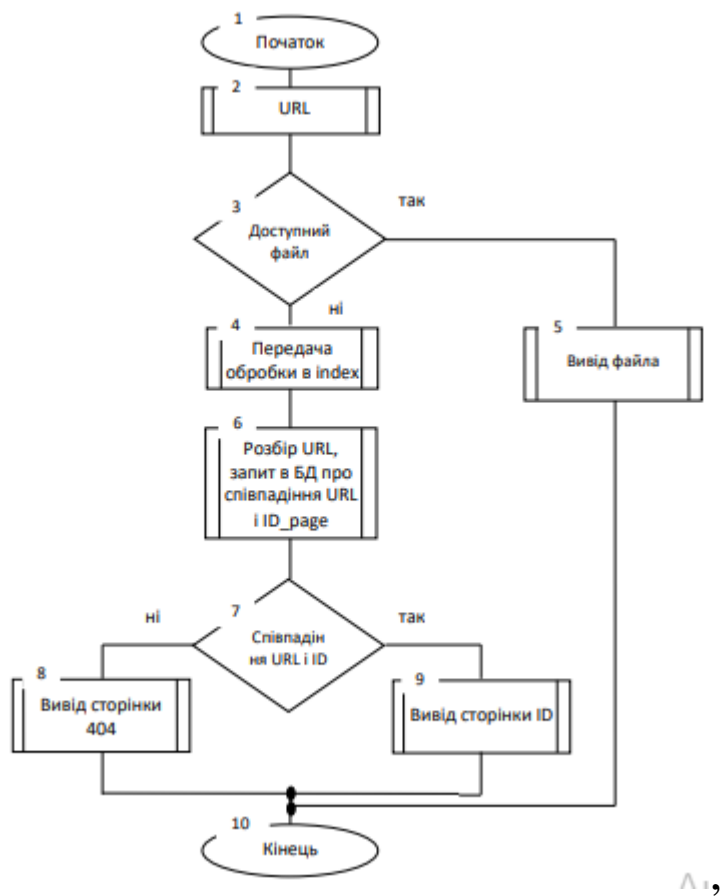 1
Початок
2
URL
3
Доступний
файл
так
ні
4
Передача
обробки в index
5
Вивід файла
6
Розбір URL,
запит в БД про
співпадіння URL
і ID_page
7
Співпадін
ня URL і ID
ні
так
8
Вивід сторінки
404
9
Вивід сторінки ID
10
Кінець